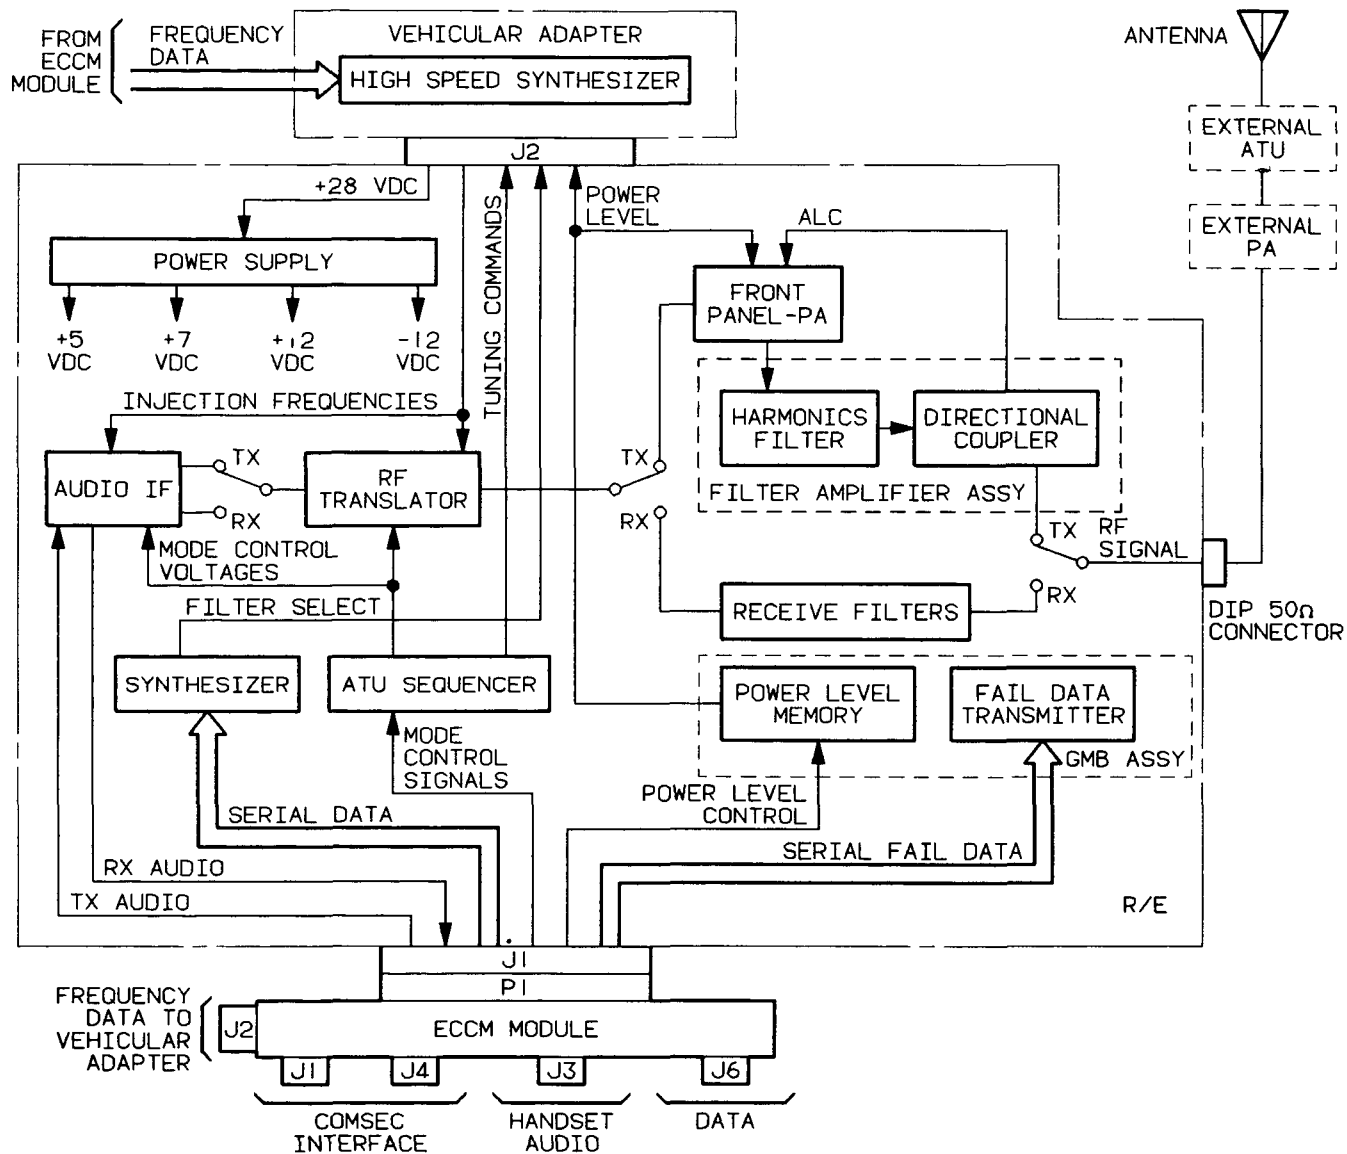 FROM
ECCM
MODULE
FREQUENCY
DATA
VEHICULAR ADAPTER
HIGH SPEED SYNTHESIZER
J2
ANTENNA
EXTERNAL
ATU
EXTERNAL
PA
+28 VDC
POWER SUPPLY
+5
VDC
+7
VDC
+12
VDC
-12
VDC
TUNING COMMANDS
POWER
LEVEL
ALC
FRONT
PANEL-PA
INJECTION FREQUENCIES
HARMONICS
FILTER
DIRECTIONAL
COUPLER
FILTER AMPLIFIER ASSY
AUDIO IF
TX
RX
RF
TRANSLATOR
TX
RX
TX
RX
RF
SIGNAL
MODE CONTROL
VOLTAGES
FILTER SELECT
RECEIVE FILTERS
DIP 50Ω
CONNECTOR
SYNTHESIZER
ATU SEQUENCER
POWER LEVEL
MEMORY
FAIL DATA
TRANSMITTER
GMB ASSY
MODE
CONTROL
SIGNALS
POWER LEVEL
CONTROL
SERIAL DATA
SERIAL FAIL DATA
RX AUDIO
TX AUDIO
R/E
J1
P1
FREQUENCY
DATA TO
VEHICULAR
ADAPTER
J2
ECCM MODULE
J1
J4
J3
J6
COMSEC
INTERFACE
HANDSET
AUDIO
DATA